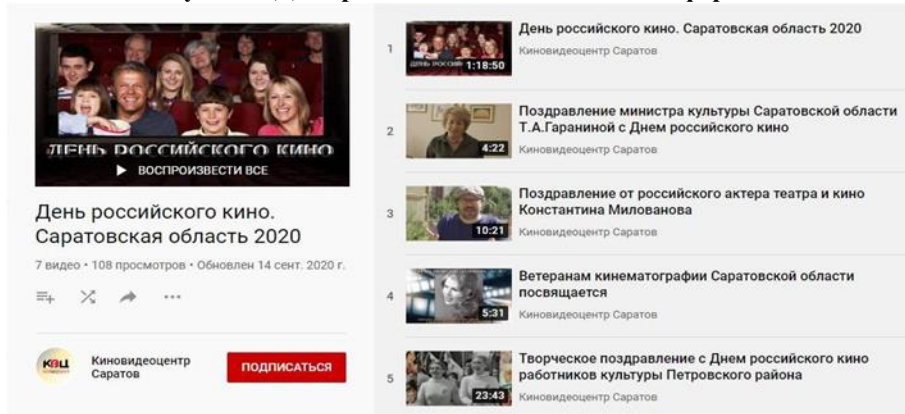 ДЕНЬ РОССИЙСКОГО КИНО
ВОСПРОИЗВЕСТИ ВСЕ
День российского кино.
Саратовская область 2020
7 видео • 108 просмотров • Обновлен 14 сент. 2020 г.
КВЦ
Киновидеоцентр
Саратов
ПОДПИСАТЬСЯ
1
1:18:50
День российского кино. Саратовская область 2020
Киновидеоцентр Саратов
2
4:22
Поздравление министра культуры Саратовской области
Т.А.Гараниной с Днем российского кино
Киновидеоцентр Саратов
3
10:21
Поздравление от российского актера театра и кино
Константина Милованова
Киновидеоцентр Саратов
4
5:31
Ветеранам кинематографии Саратовской области
посвящается
Киновидеоцентр Саратов
5
23:43
Творческое поздравление с Днем российского кино
работников культуры Петровского района
Киновидеоцентр Саратов